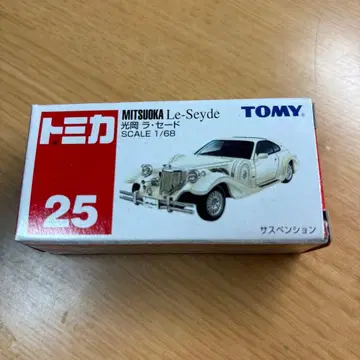 トミカ
25
MITSUOKA Le-Seyde
光岡 ラ・セード
SCALE 1/68
TOMY
サスペンション